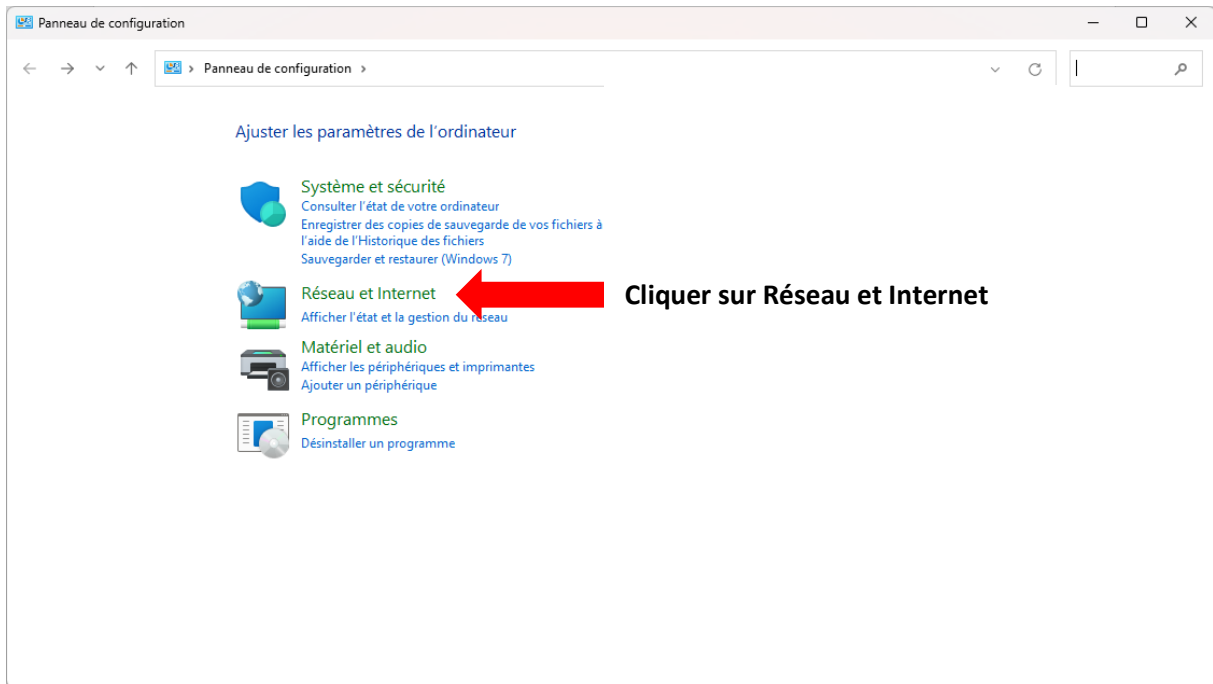 Panneau de configuration
Panneau de configuration
Ajuster les paramètres de l'ordinateur
Système et sécurité
Consulter l'état de votre ordinateur
Enregistrer des copies de sauvegarde de vos fichiers à
l'aide de l'Historique des fichiers
Sauvegarder et restaurer (Windows 7)
Réseau et Internet
Cliquer sur Réseau et Internet
Afficher l'état et la gestion du réseau
Matériel et audio
Afficher les périphériques et imprimantes
Ajouter un périphérique
Programmes
Désinstaller un programme